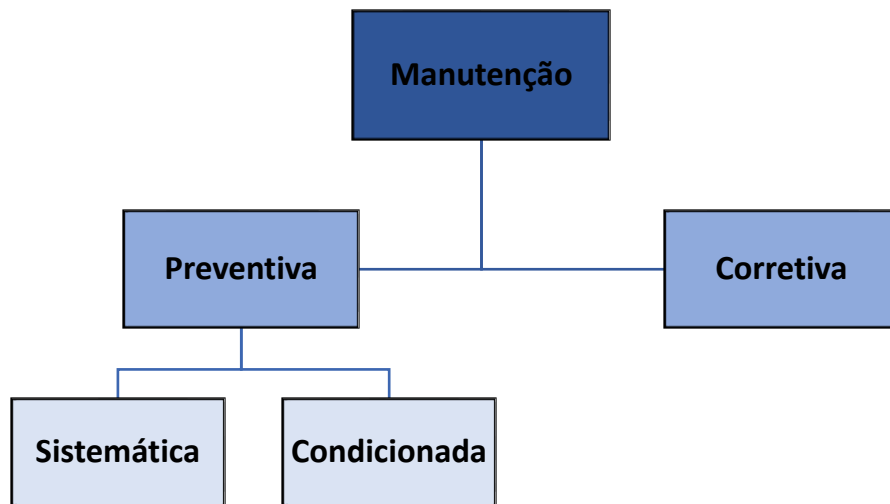 Manutenção
Preventiva
Corretiva
Sistemática
Condicionada